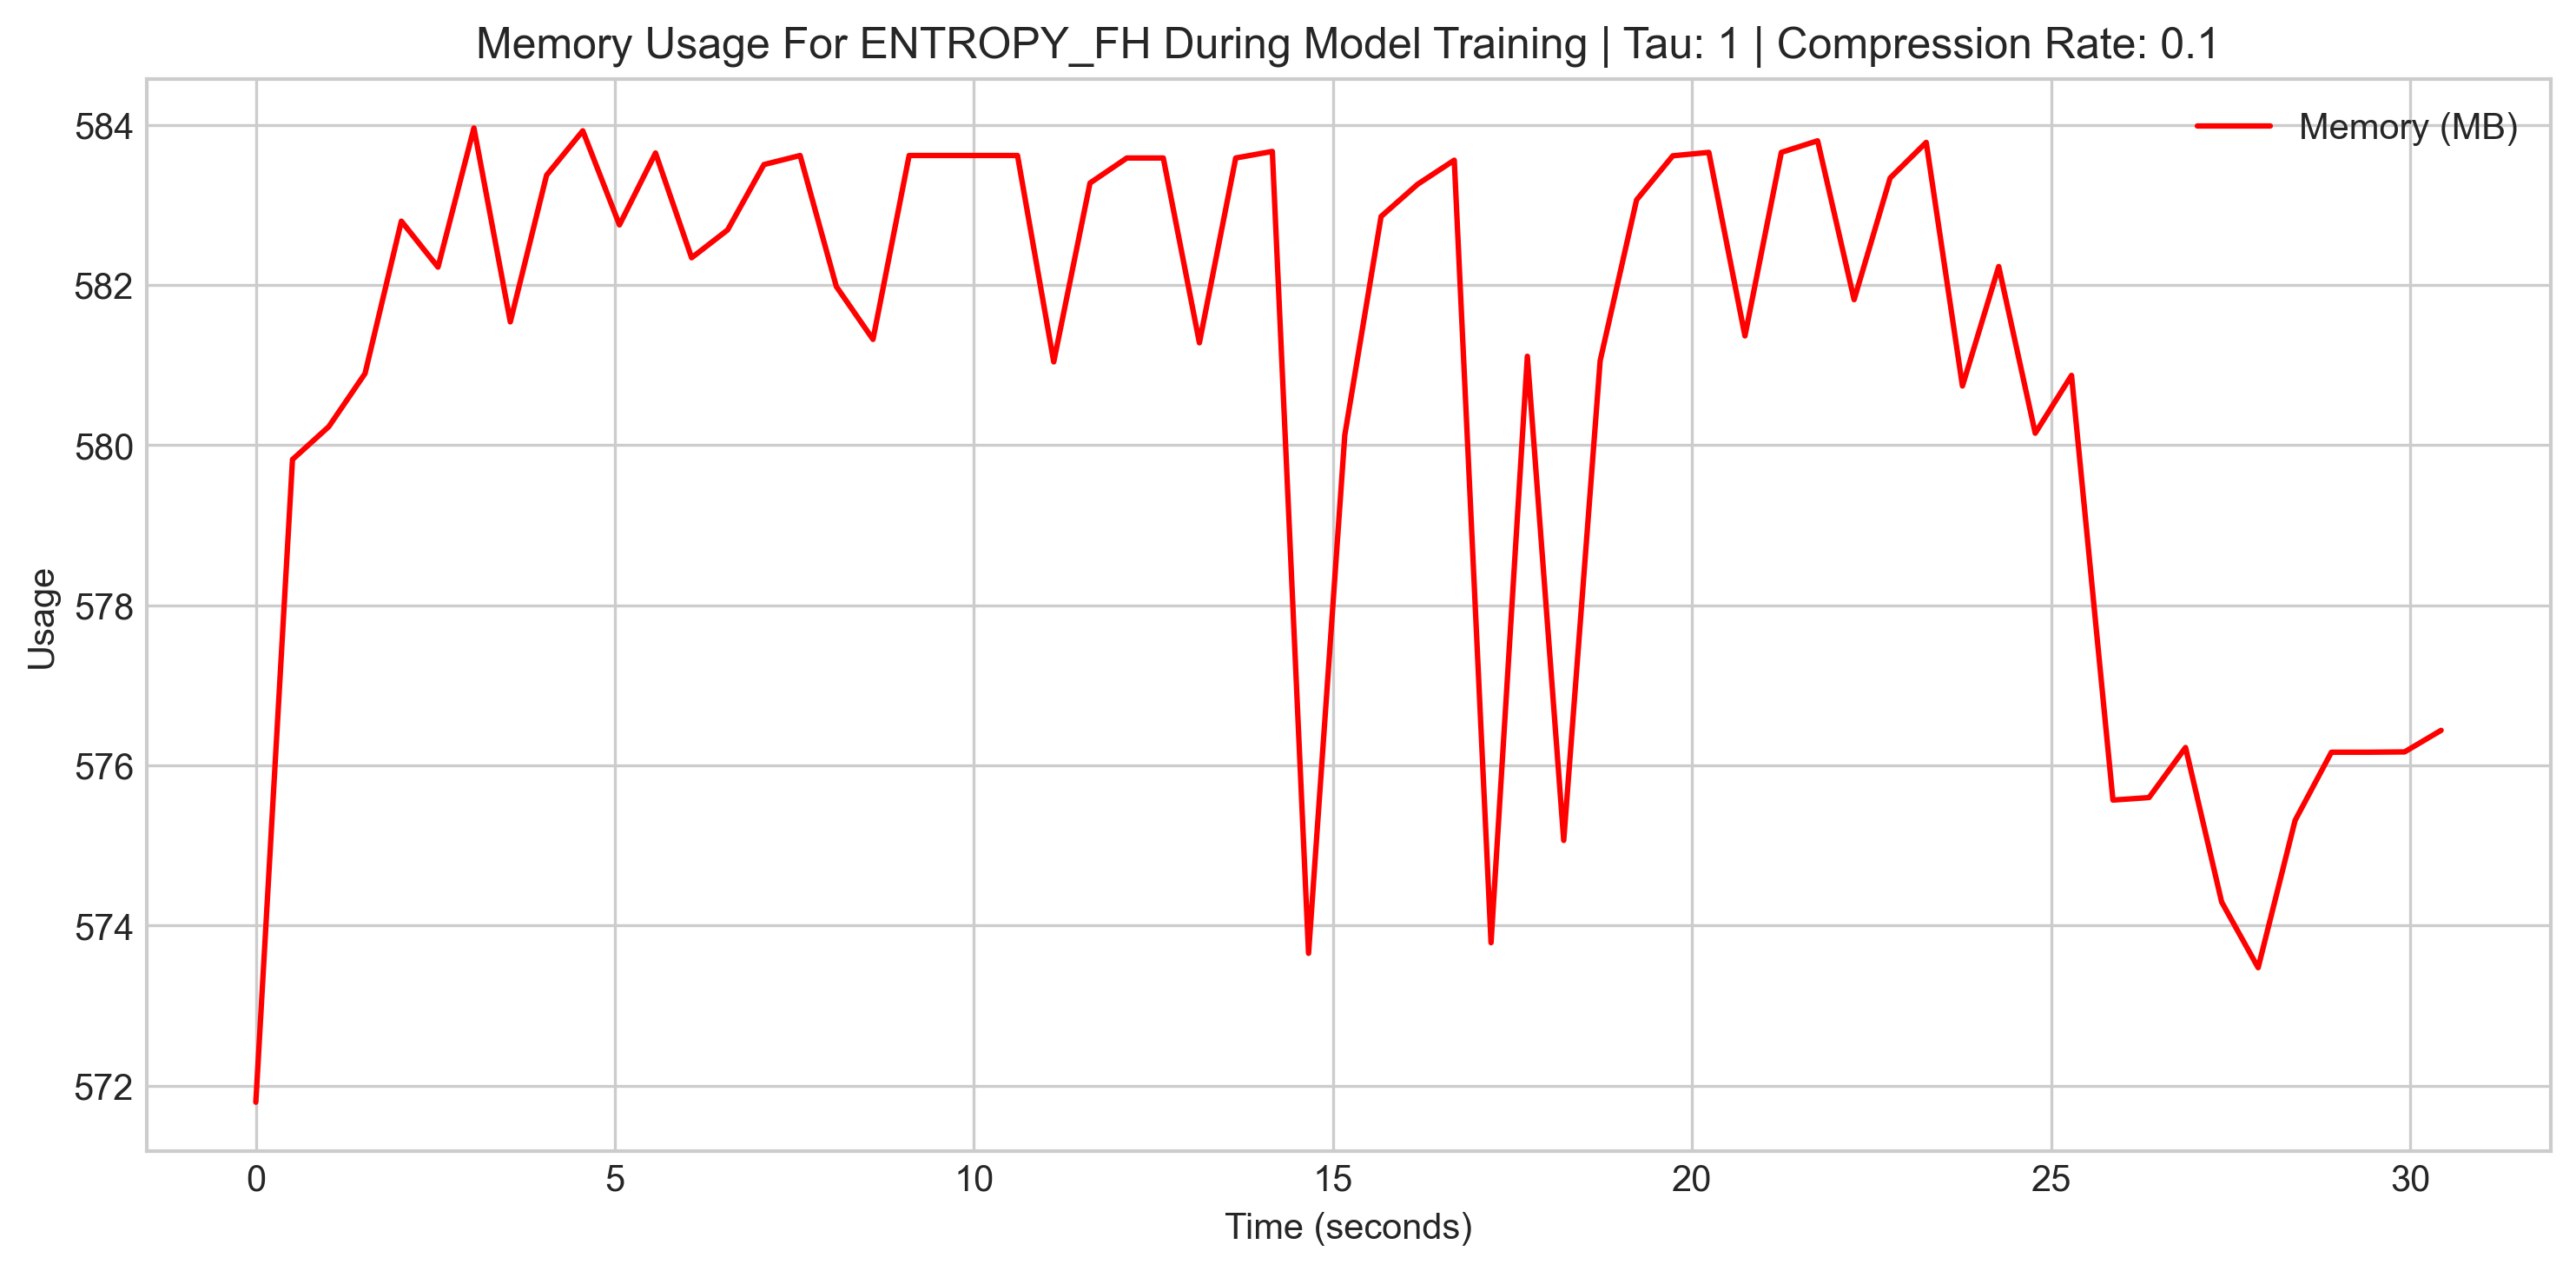 Memory Usage For ENTROPY_FH During Model Training | Tau: 1 | Compression Rate: 0.1
Memory (MB)
584
582
580
578
576
574
572
Usage
0 5 10 15 20 25 30
Time (seconds)